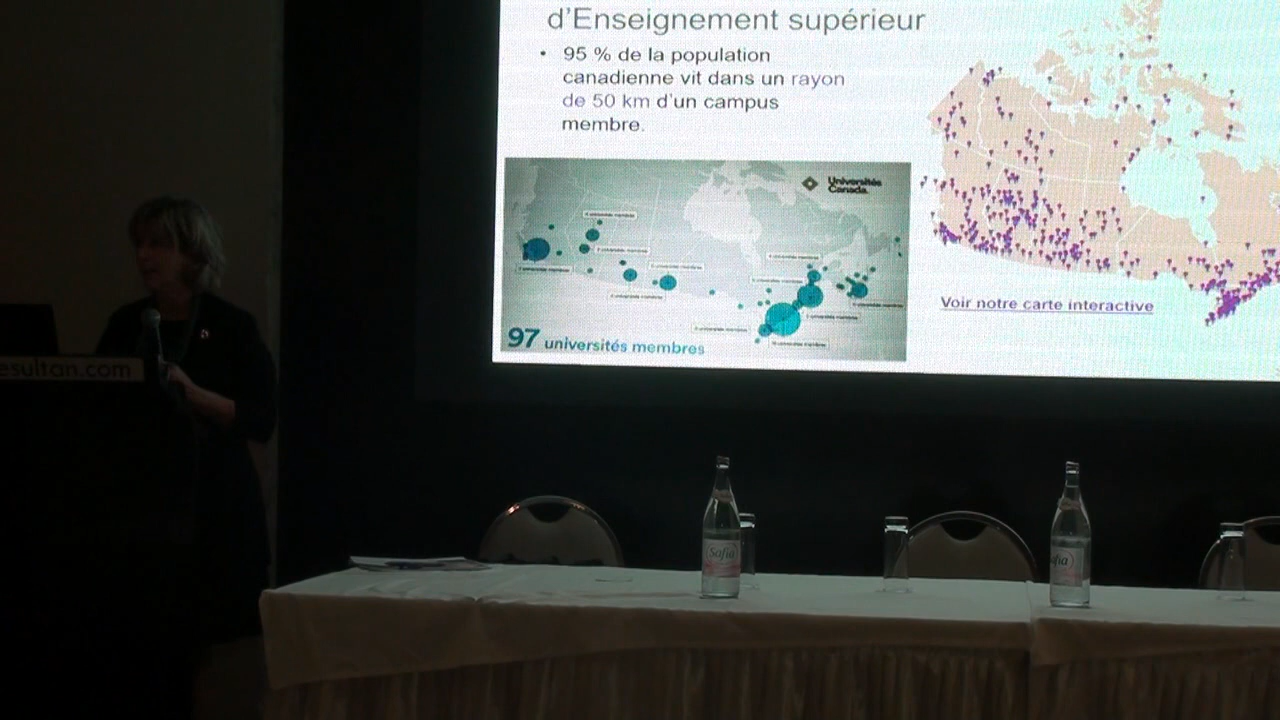 d'Enseignement supérieur
• 95 % de la population
canadienne vit dans un rayon
de 50 km d'un campus
membre.
Universités
Canada.
97 universités membres
Voir notre carte interactive
esultan.com
Safia
afia